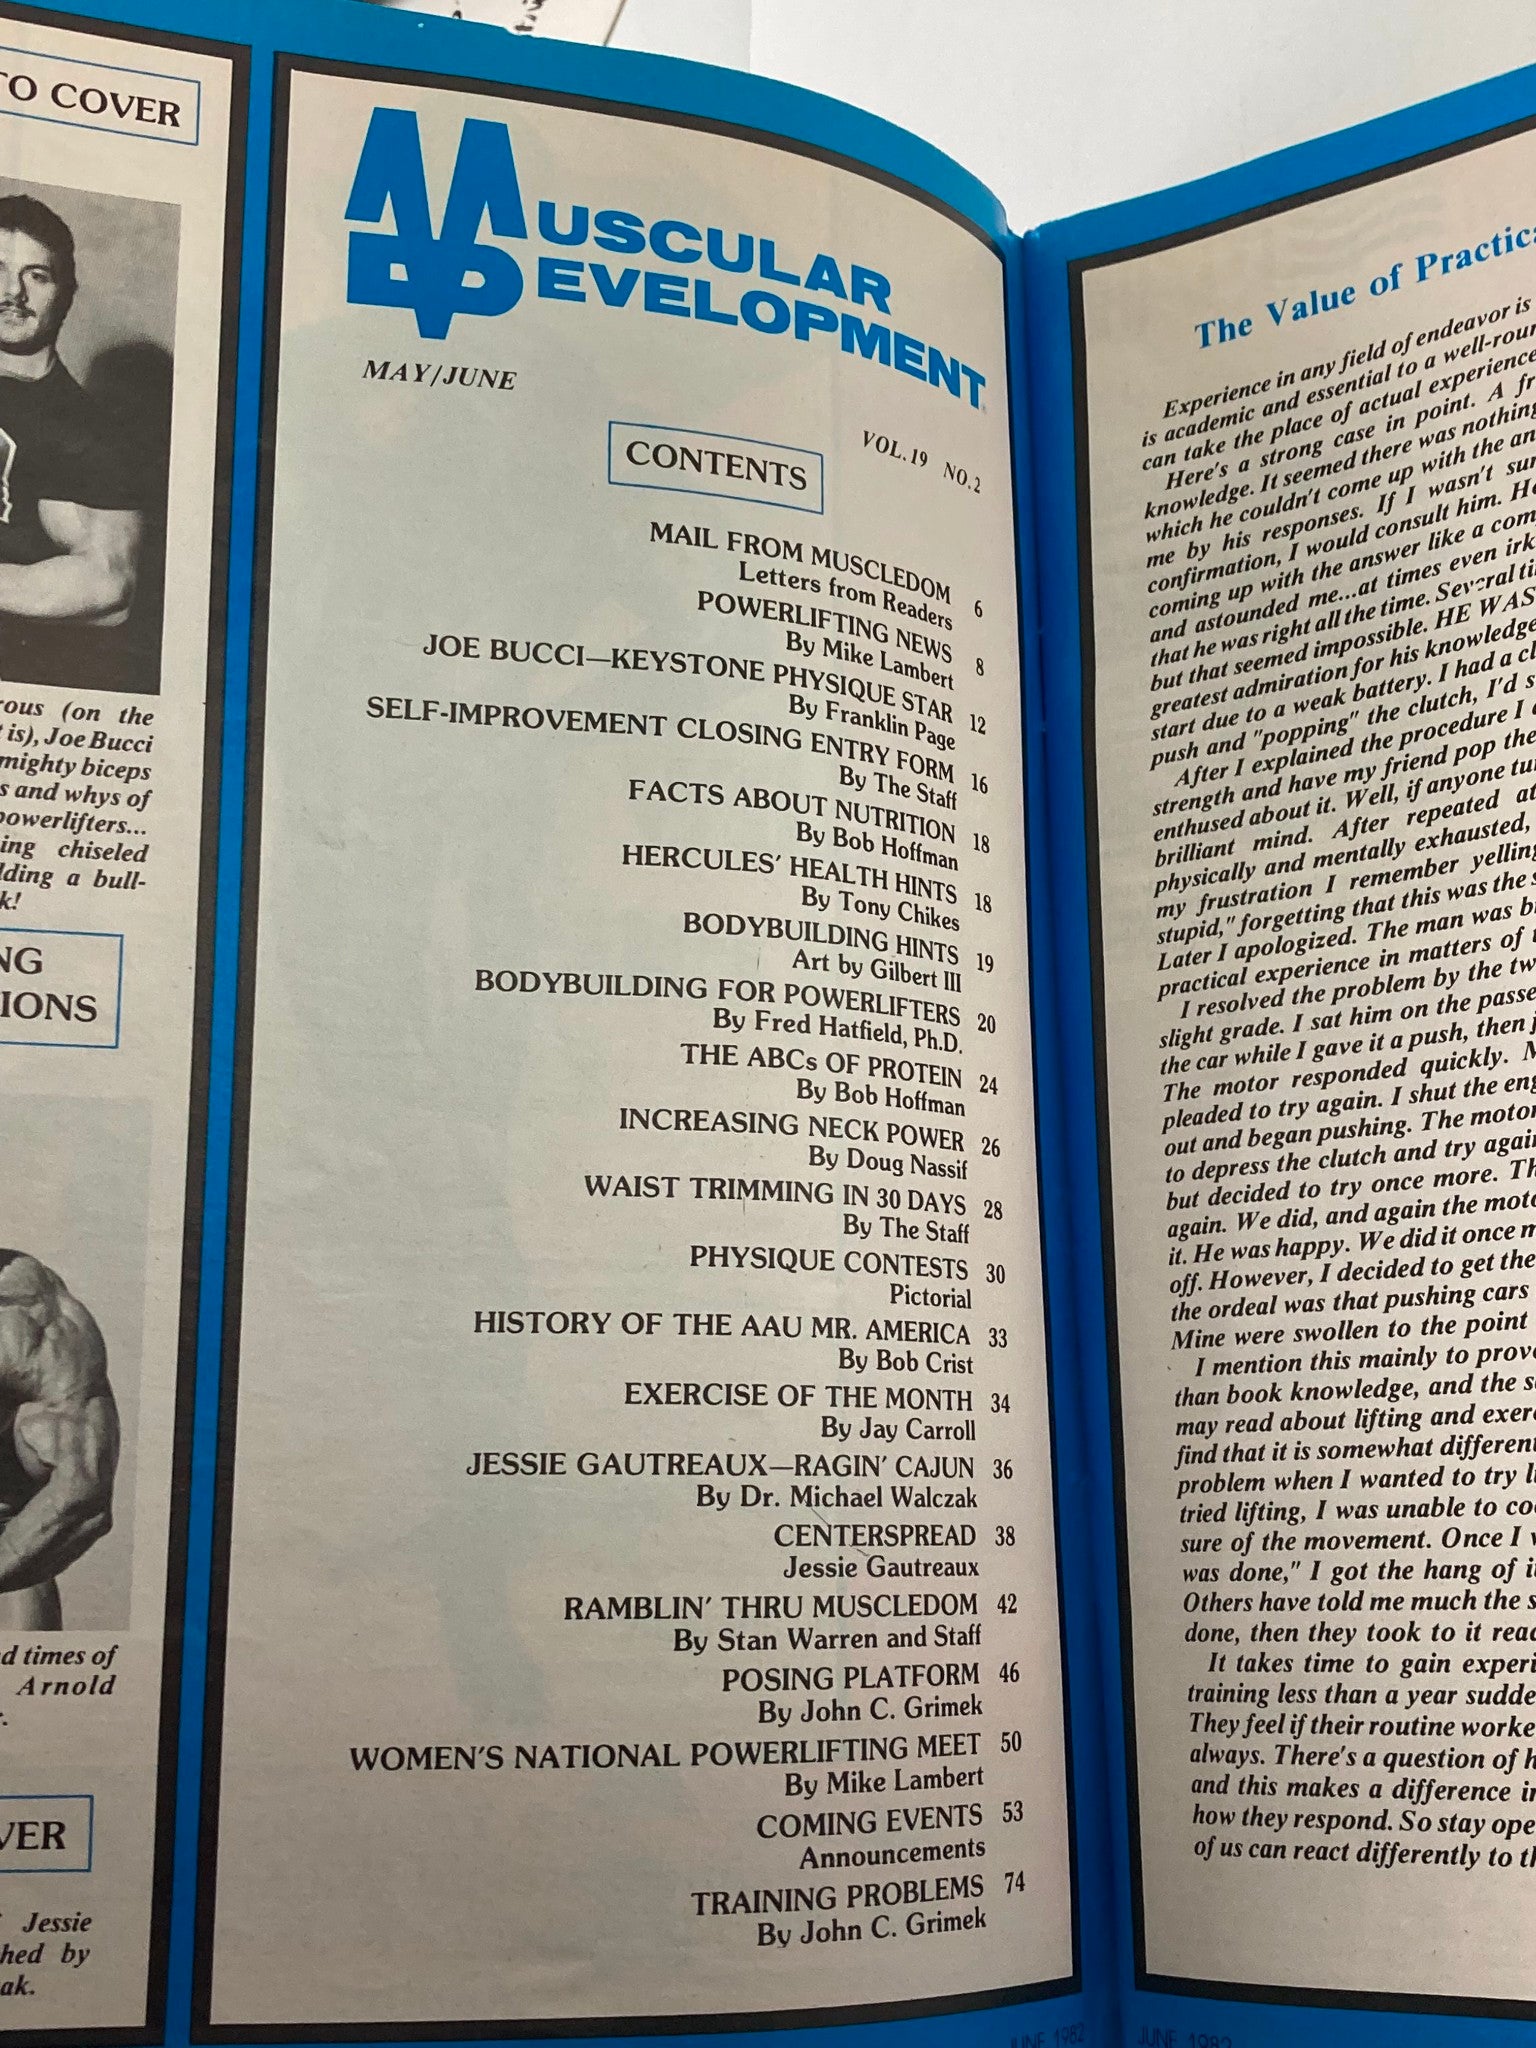 TO COVER
rous (on the
is), Joe Bucci
mighty biceps
s and whys of
powerlifters...
ing chiseled
lding a bull-
k!
NG
IONS
d times of
Arnold
r.
VER
Jessie
hed by
ak.
MUSCULAR
DEVELOPMENT
MAY/JUNE
VOL.19 NO.2
CONTENTS
MAIL FROM MUSCLEDOM 6
Letters from Readers
POWERLIFTING NEWS 8
By Mike Lambert
JOE BUCCI—KEYSTONE PHYSIQUE STAR 12
By Franklin Page
SELF-IMPROVEMENT CLOSING ENTRY FORM 16
By The Staff
FACTS ABOUT NUTRITION 18
By Bob Hoffman
HERCULES' HEALTH HINTS 18
By Tony Chikes
BODYBUILDING HINTS 19
Art by Gilbert III
BODYBUILDING FOR POWERLIFTERS 20
By Fred Hatfield, Ph.D.
THE ABCs OF PROTEIN 24
By Bob Hoffman
INCREASING NECK POWER 26
By Doug Nassif
WAIST TRIMMING IN 30 DAYS 28
By The Staff
PHYSIQUE CONTESTS 30
Pictorial
HISTORY OF THE AAU MR. AMERICA 33
By Bob Crist
EXERCISE OF THE MONTH 34
By Jay Carroll
JESSIE GAUTREAUX—RAGIN' CAJUN 36
By Dr. Michael Walczak
CENTERSPREAD 38
Jessie Gautreaux
RAMBLIN' THRU MUSCLEDOM 42
By Stan Warren and Staff
POSING PLATFORM 46
By John C. Grimek
WOMEN'S NATIONAL POWERLIFTING MEET 50
By Mike Lambert
COMING EVENTS 53
Announcements
TRAINING PROBLEMS 74
By John C. Grimek
JUNE 1982
The Value of Practica
Experience in any field of endeavor is
is academic and essential to a well-roun
can take the place of actual experience
Here's a strong case in point. A fr
knowledge. It seemed there was nothing
which he couldn't come up with the an
me by his responses. If I wasn't sur
confirmation, I would consult him. He
coming up with the answer like a com
and astounded me...at times even irk
that he was right all the time. Several ti
but that seemed impossible. HE WAS
greatest admiration for his knowledge
start due to a weak battery. I had a cl
push and "popping" the clutch, I'd s
After I explained the procedure I
strength and have my friend pop the
enthused about it. Well, if anyone tu
brilliant mind. After repeated at
physically and mentally exhausted,
my frustration I remember yelling
stupid," forgetting that this was the s
Later I apologized. The man was b
practical experience in matters of t
I resolved the problem by the tw
slight grade. I sat him on the passe
the car while I gave it a push, then j
The motor responded quickly. M
pleaded to try again. I shut the eng
out and began pushing. The motor
to depress the clutch and try again
but decided to try once more. Th
again. We did, and again the moto
it. He was happy. We did it once m
off. However, I decided to get the
the ordeal was that pushing cars
Mine were swollen to the point
I mention this mainly to prove
than book knowledge, and the s
may read about lifting and exer
find that it is somewhat different
problem when I wanted to try li
tried lifting, I was unable to coo
sure of the movement. Once I w
was done," I got the hang of i
Others have told me much the s
done, then they took to it read
It takes time to gain experi
training less than a year sudde
They feel if their routine worke
always. There's a question of h
and this makes a difference in
how they respond. So stay ope
of us can react differently to th
JUNE 1982